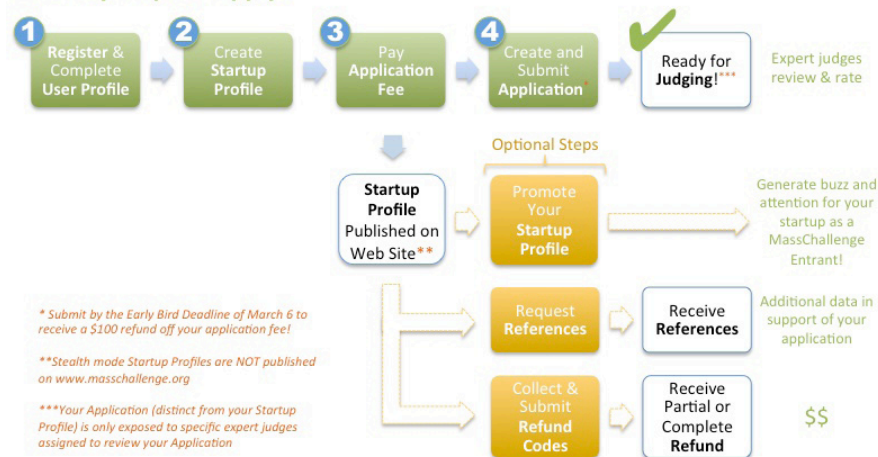 1
Register &
Complete
User Profile
2
Create
Startup
Profile
3
Pay
Application
Fee
4
Create and
Submit
Application*
Ready for
Judging!***
Expert judges
review & rate
Optional Steps
Startup
Profile
Published on
Web Site**
Promote
Your
Startup
Profile
Generate buzz and
attention for your
startup as a
MassChallenge
Entrant!
Request
References
Receive
References
Additional data in
support of your
application
Collect &
Submit
Refund
Codes
Receive
Partial or
Complete
Refund
$$
* Submit by the Early Bird Deadline of March 6 to
receive a $100 refund off your application fee!
**Stealth mode Startup Profiles are NOT published
on www.masschallenge.org
***Your Application (distinct from your Startup
Profile) is only exposed to specific expert judges
assigned to review your Application